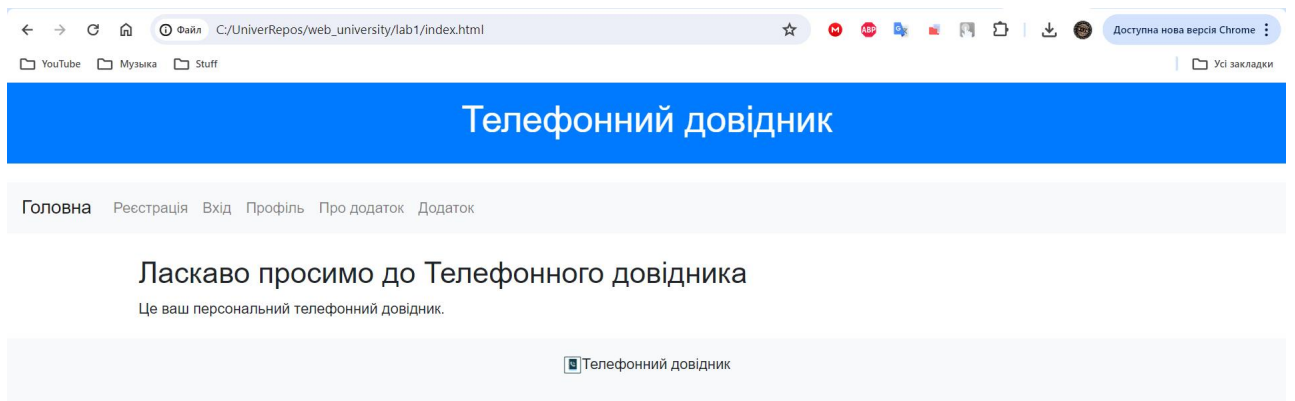 Файл C:/UniverRepos/web_university/lab1/index.html ABP Доступна нова версія Chrome
YouTube Музыка Stuff Усі закладки
Телефонний довідник
Головна Реєстрація Вхід Профіль Про додаток Додаток
Ласкаво просимо до Телефонного довідника
Це ваш персональний телефонний довідник.
Телефонний довідник